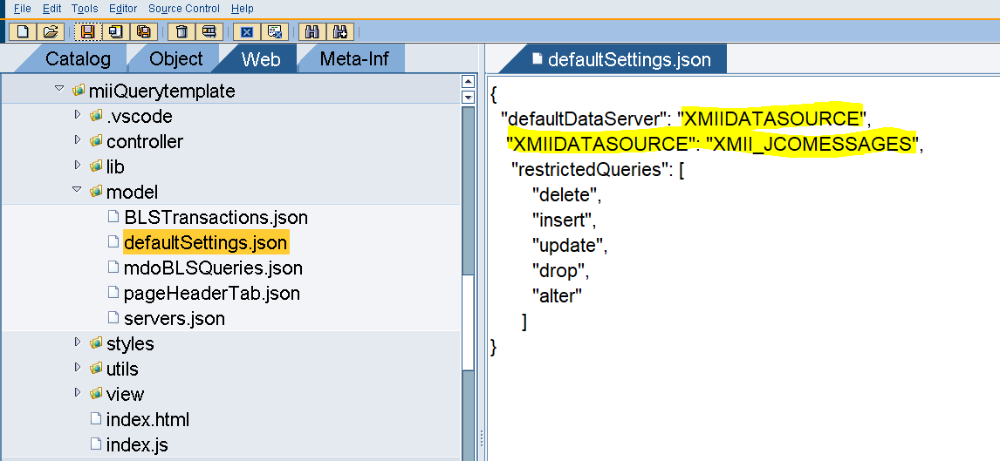 File Edit Tools Editor Source Control Help
Catalog Object Web Meta-Inf
miiQuerytemplate
.vscode
controller
lib
model
BLSTransactions.json
defaultSettings.json
mdoBLSQueries.json
pageHeaderTab.json
servers.json
styles
utils
view
index.html
index.js
defaultSettings.json
{
"defaultDataServer": "XMIIDATASOURCE",
"XMIIDATASOURCE": "XMII_JCOMESSAGES",
"restrictedQueries": [
"delete",
"insert",
"update",
"drop",
"alter"
]
}